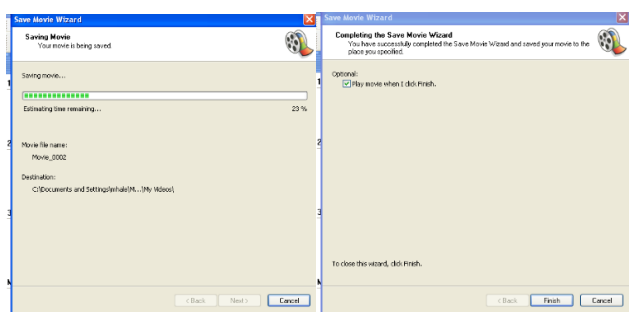 Save Movie Wizard
Saving Movie
Your movie is being saved.
Saving movie...
Estimating time remaining...
23 %
Movie file name:
Movie_0002
Destination:
C:\Documents and Settings\mhale\M...\My Videos\
< Back
Next >
Cancel
Save Movie Wizard
Completing the Save Movie Wizard
You have successfully completed the Save Movie Wizard and saved your movie to the
place you specified.
Optional:
Play movie when I click Finish.
To close this wizard, click Finish.
< Back
Finish
Cancel